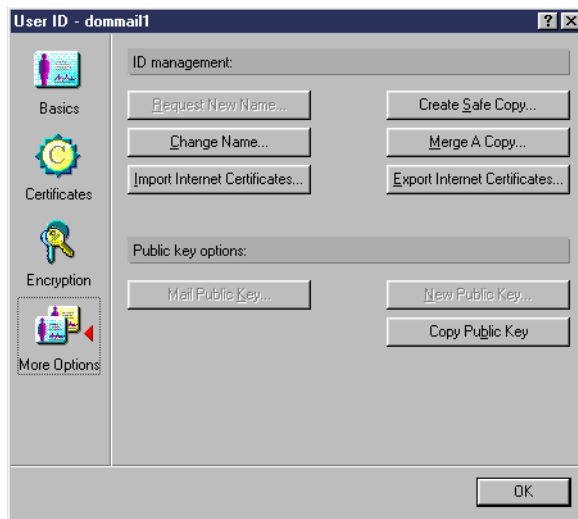 User ID - dommail1
Basics
Certificates
Encryption
More Options
ID management:
Request New Name...
Create Safe Copy...
Change Name...
Merge A Copy...
Import Internet Certificates...
Export Internet Certificates...
Public key options:
Mail Public Key...
New Public Key...
Copy Public Key
OK